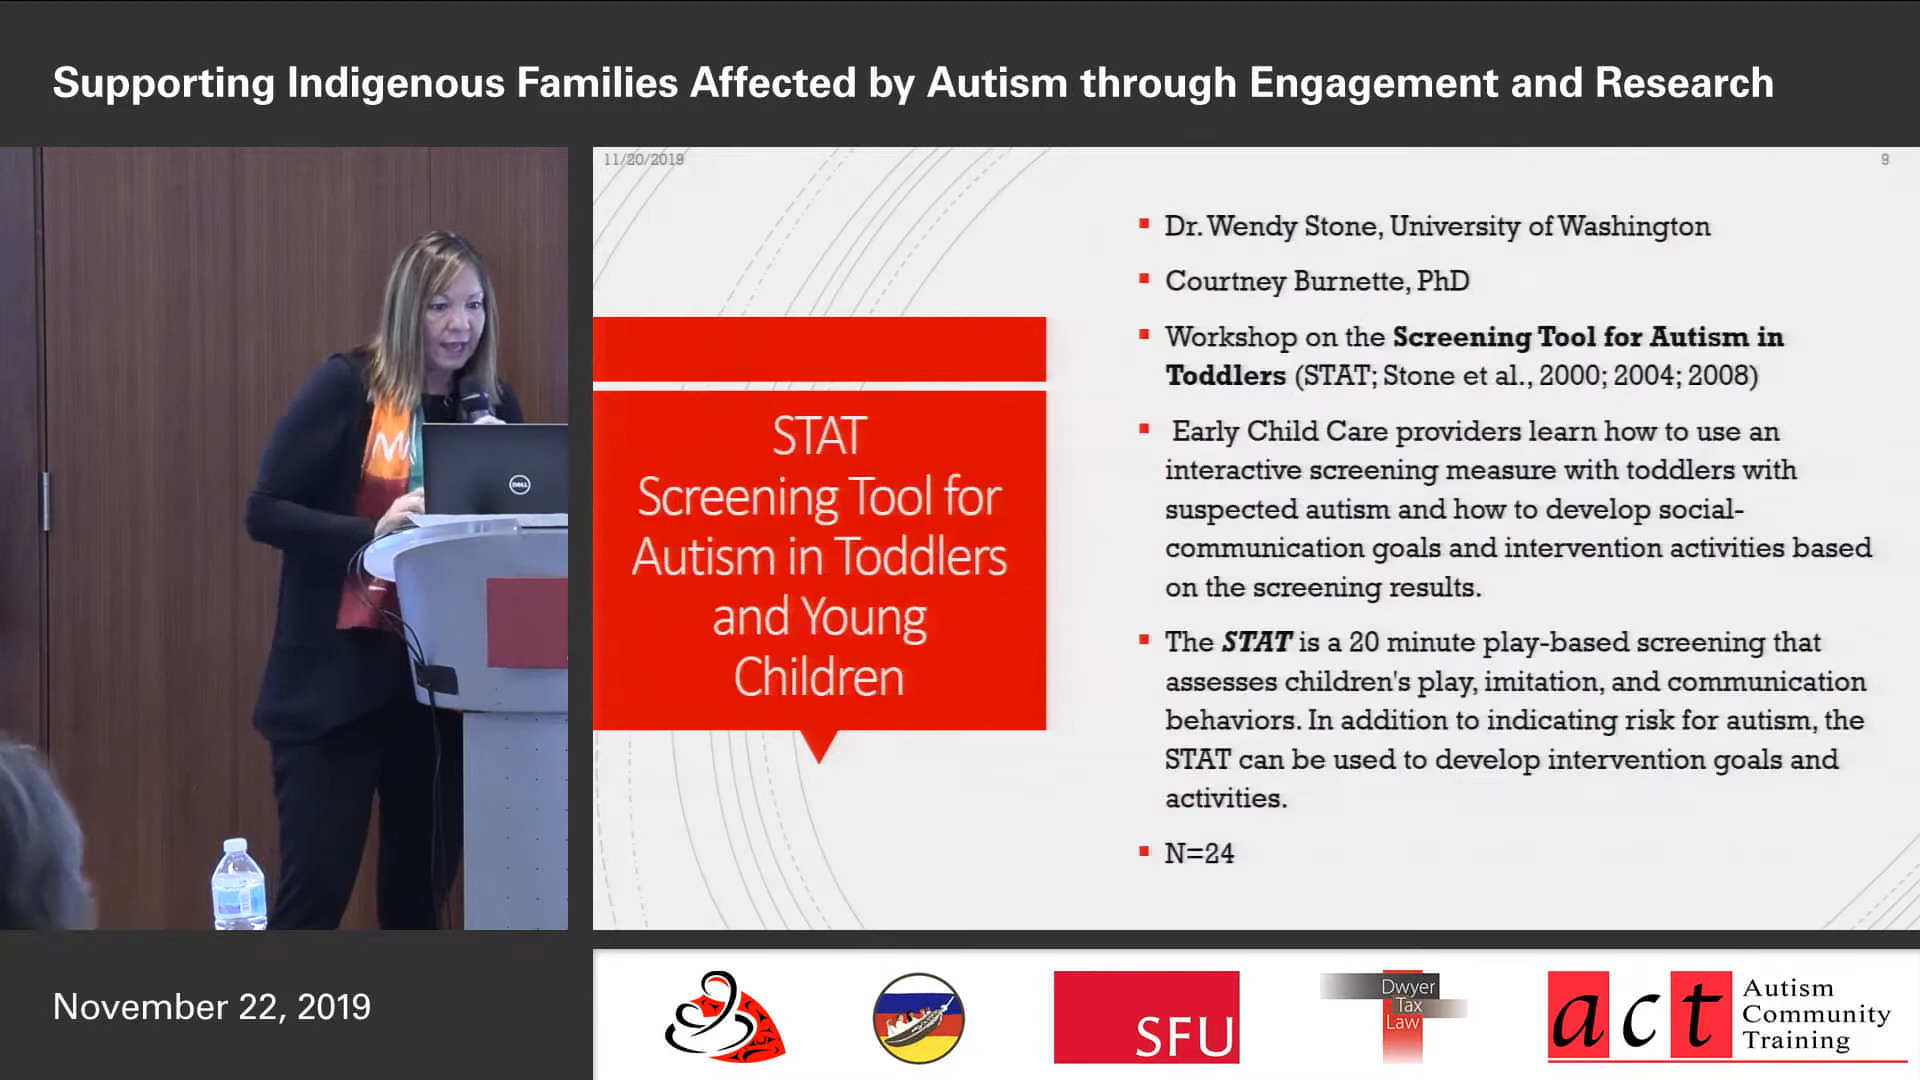 Supporting Indigenous Families Affected by Autism through Engagement and Research
11/20/2019
9
STAT
Screening Tool for
Autism in Toddlers
and Young
Children
Dr. Wendy Stone, University of Washington
Courtney Burnette, PhD
Workshop on the Screening Tool for Autism in
Toddlers (STAT; Stone et al., 2000; 2004; 2008)
Early Child Care providers learn how to use an
interactive screening measure with toddlers with
suspected autism and how to develop social-
communication goals and intervention activities based
on the screening results.
The STAT is a 20 minute play-based screening that
assesses children's play, imitation, and communication
behaviors. In addition to indicating risk for autism, the
STAT can be used to develop intervention goals and
activities.
N=24
DELL
November 22, 2019
SFU
Dwyer
Tax
Law
act
Autism
Community
Training